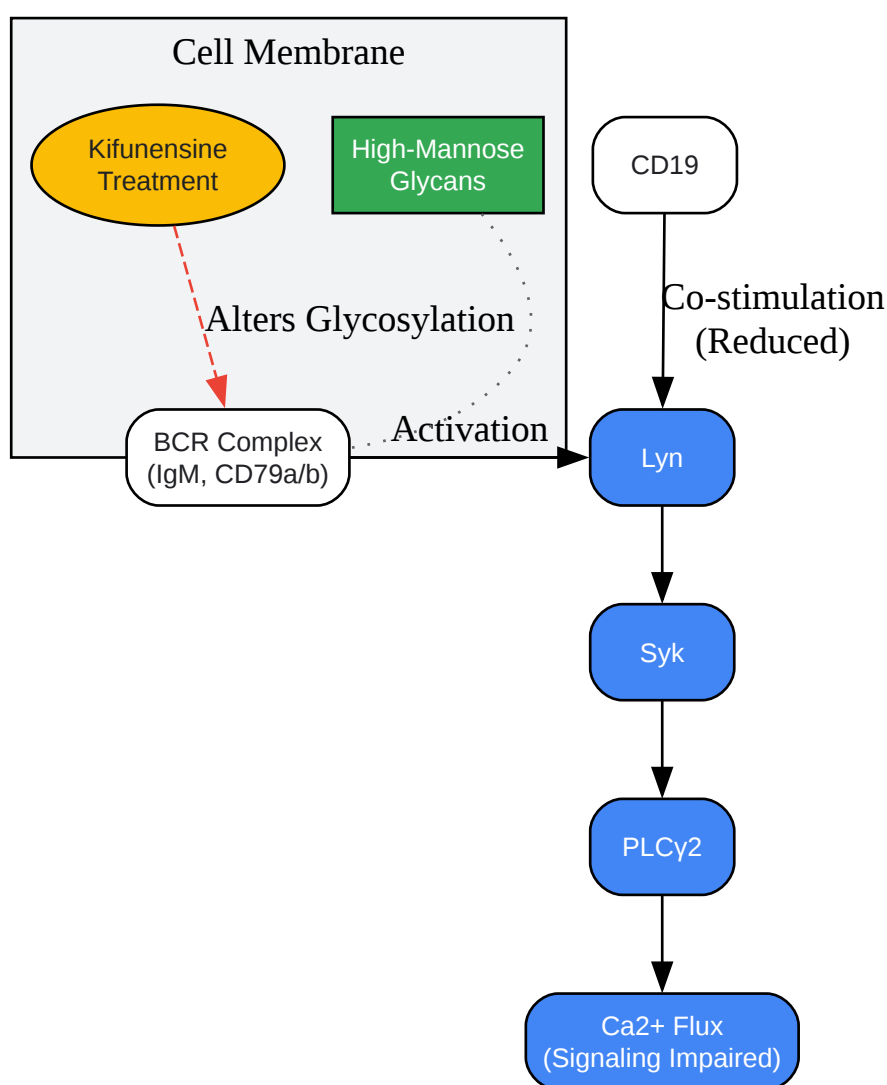 Cell Membrane
Kifunensine
Treatment
High-Mannose
Glycans
CD19
Alters Glycosylation
Co-stimulation
(Reduced)
BCR Complex
(IgM, CD79a/b)
Activation
Lyn
Syk
PLCγ2
Ca2+ Flux
(Signaling Impaired)